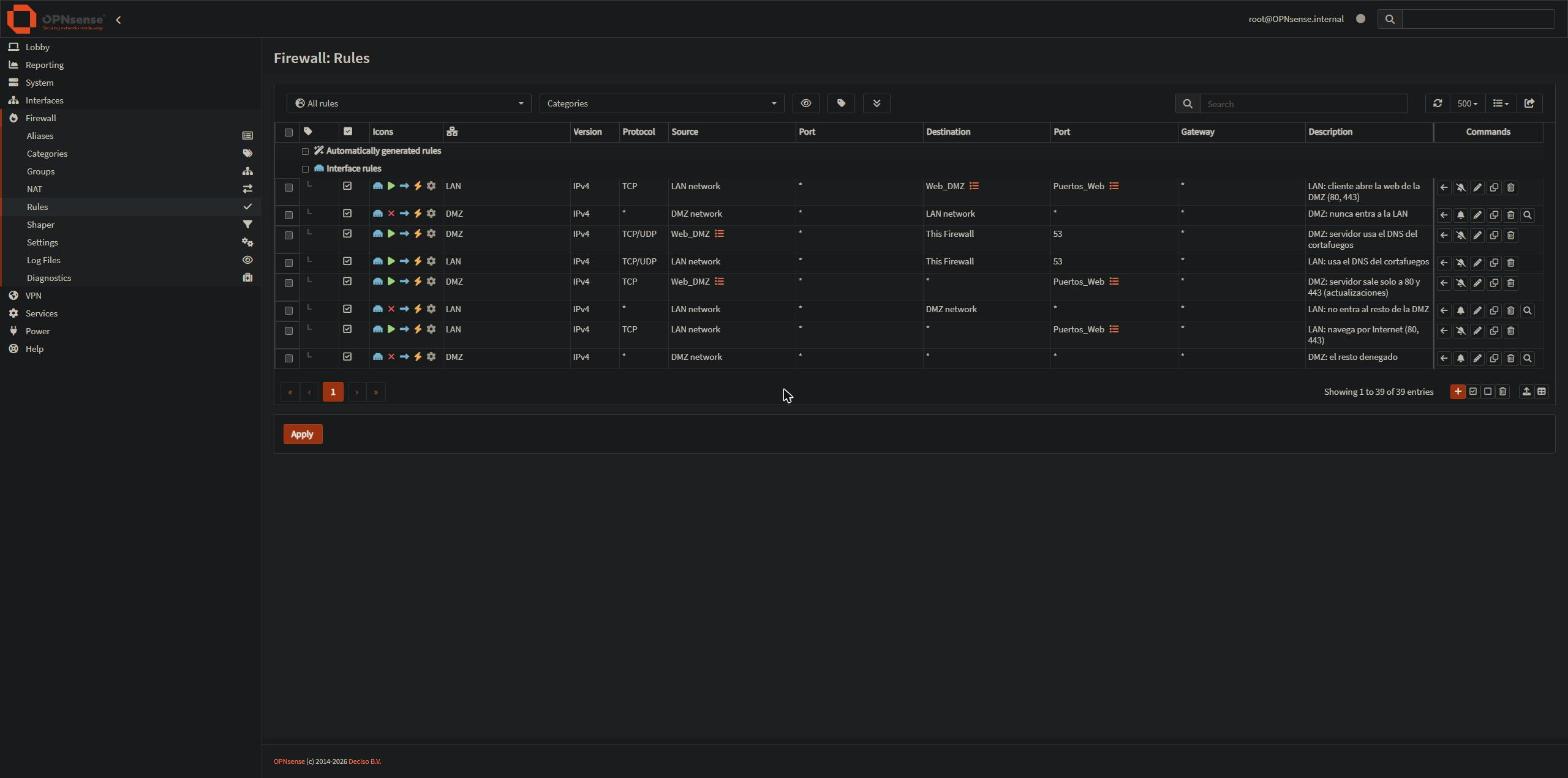 OPNsense
root@OPNsense.internal
Lobby
Reporting
System
Interfaces
Firewall
Aliases
Categories
Groups
NAT
Rules
Shaper
Settings
Log Files
Diagnostics
VPN
Services
Power
Help
Firewall: Rules
All rules Categories Search 500
Icons Version Protocol Source Port Destination Port Gateway Description Commands
Automatically generated rules
Interface rules
LAN IPv4 TCP LAN network * Web_DMZ Puertos_Web * LAN: cliente abre la web de la
DMZ (80, 443)
DMZ IPv4 * DMZ network * LAN network * * DMZ: nunca entra a la LAN
DMZ IPv4 TCP/UDP Web_DMZ * This Firewall 53 * DMZ: servidor usa el DNS del
cortafuegos
LAN IPv4 TCP/UDP LAN network * This Firewall 53 * LAN: usa el DNS del cortafuegos
DMZ IPv4 TCP Web_DMZ * * Puertos_Web * DMZ: servidor sale solo a 80 y
443 (actualizaciones)
LAN IPv4 * LAN network * DMZ network * * LAN: no entra al resto de la DMZ
LAN IPv4 TCP LAN network * * Puertos_Web * LAN: navega por Internet (80,
443)
DMZ IPv4 * DMZ network * * * * DMZ: el resto denegado
« ‹ 1 › »
Showing 1 to 39 of 39 entries
Apply
OPNsense (c) 2014-2026 Deciso B.V.